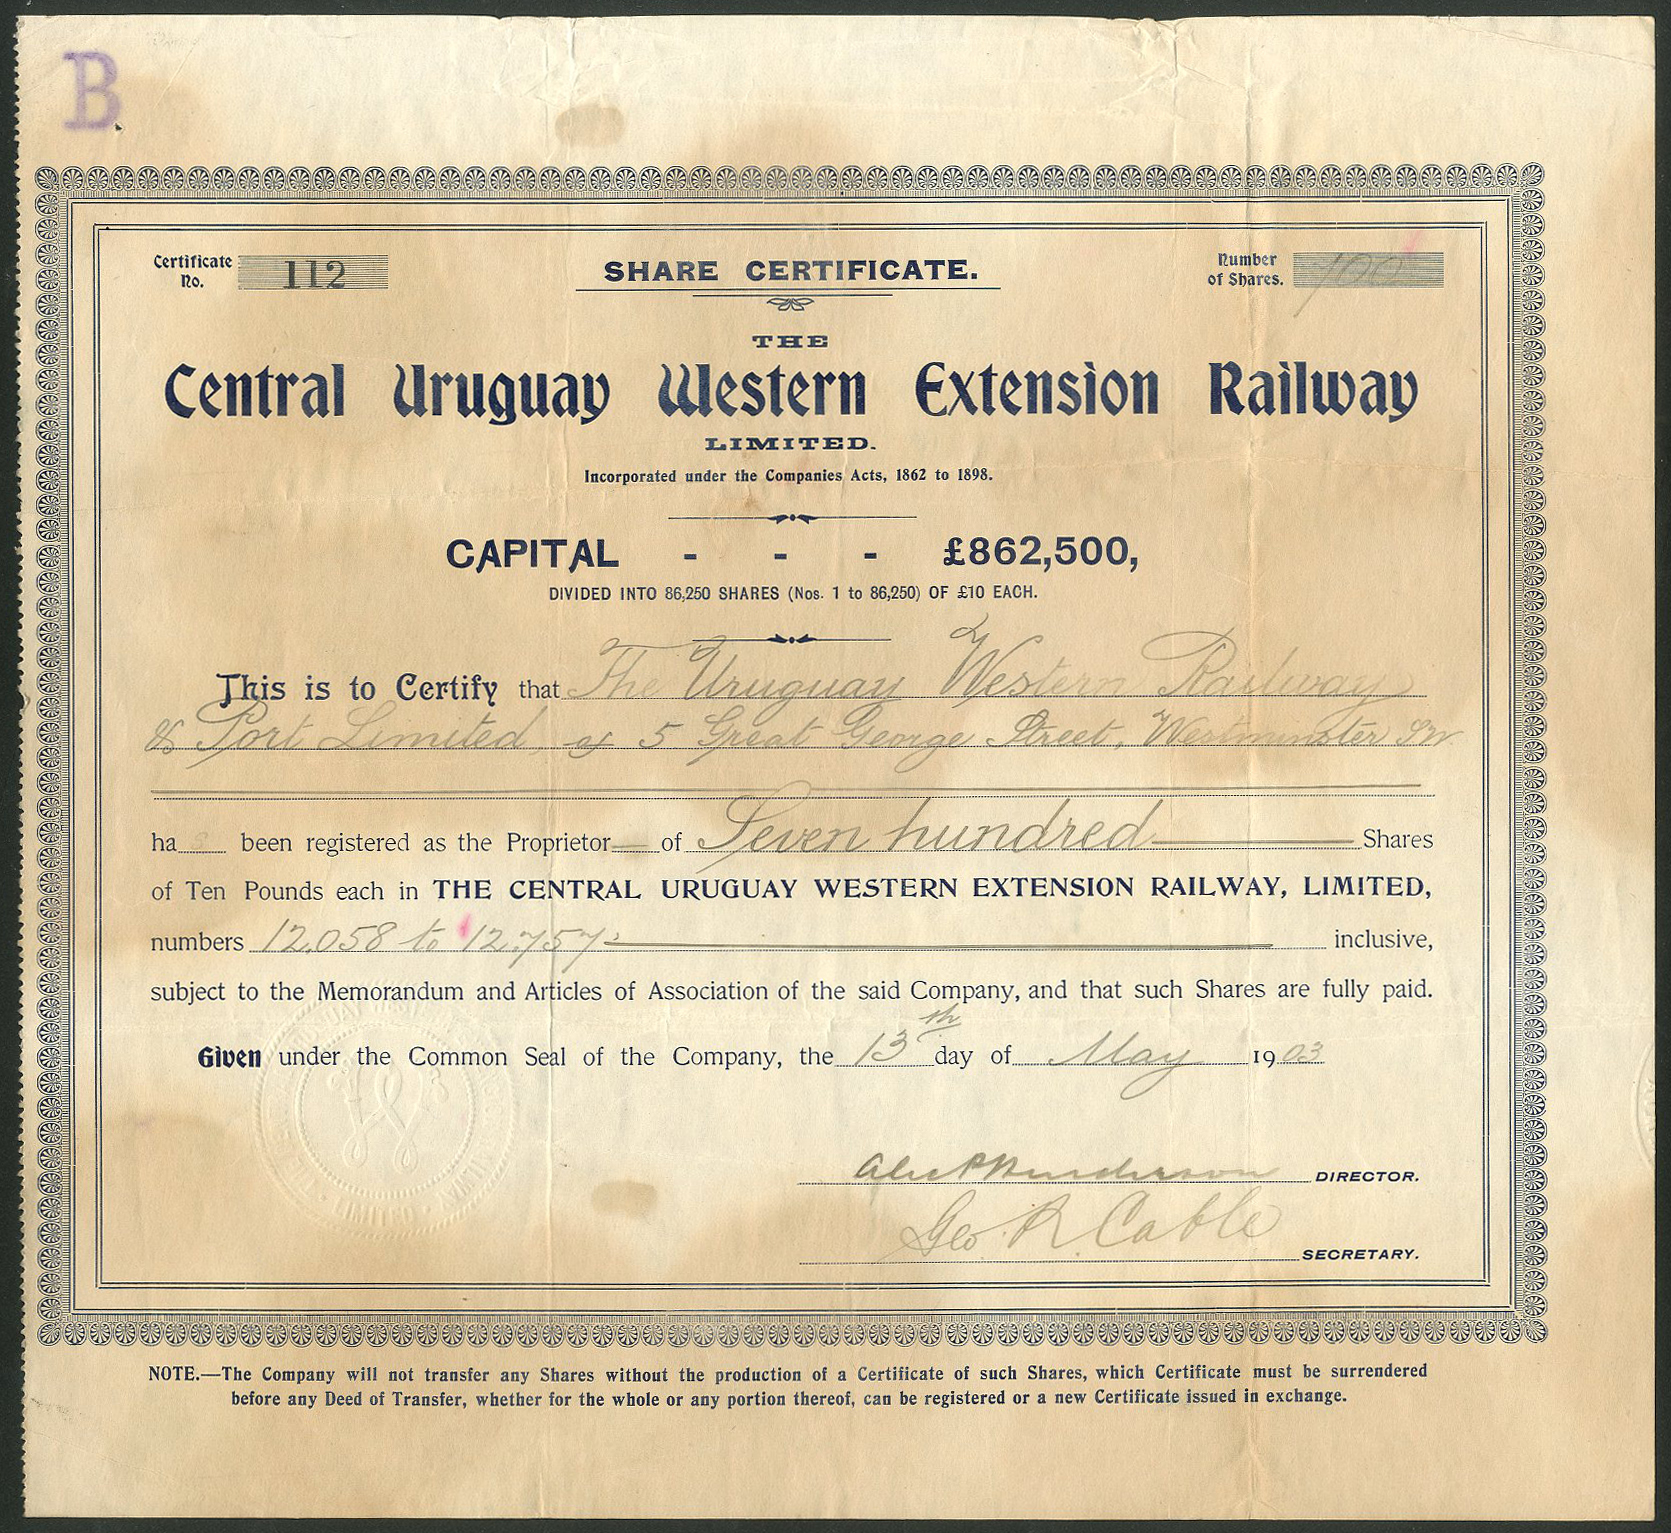 B
Certificate No. 112
SHARE CERTIFICATE.
Number of Shares. 700
THE
Central Uruguay Western Extension Railway
LIMITED.
Incorporated under the Companies Acts, 1862 to 1898.
CAPITAL - - - £862,500,
DIVIDED INTO 86,250 SHARES (Nos. 1 to 86,250) OF £10 EACH.
This is to Certify that The Uruguay Western Railway
& Port Limited, of 5 Great George Street, Westminster SW
has been registered as the Proprietor of Seven hundred Shares
of Ten Pounds each in THE CENTRAL URUGUAY WESTERN EXTENSION RAILWAY, LIMITED,
numbers 12,058 to 12,757 inclusive,
subject to the Memorandum and Articles of Association of the said Company, and that such Shares are fully paid.
Given under the Common Seal of the Company, the 13th day of May 1903
LIMITED
Henderson DIRECTOR.
Geo. R. Cable
SECRETARY.
NOTE.—The Company will not transfer any Shares without the production of a Certificate of such Shares, which Certificate must be surrendered
before any Deed of Transfer, whether for the whole or any portion thereof, can be registered or a new Certificate issued in exchange.